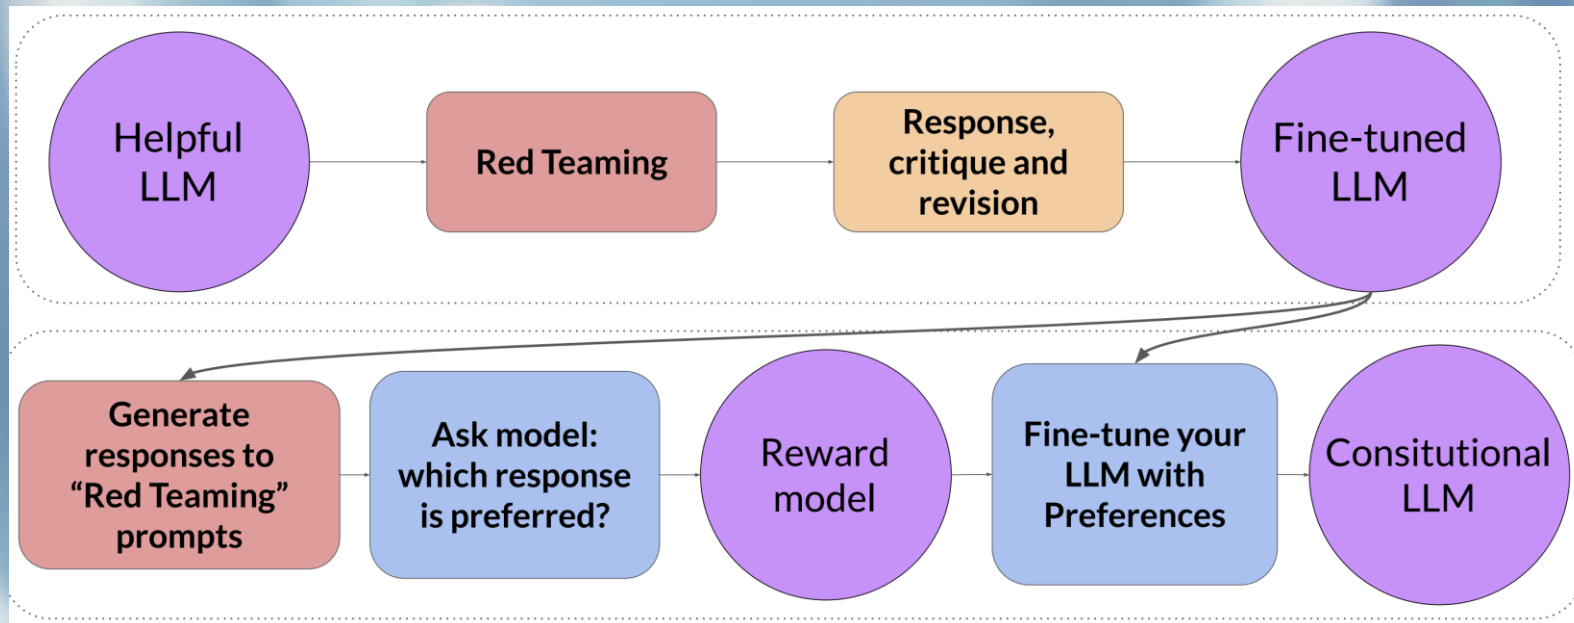 Helpful
LLM
Red Teaming
Response,
critique and
revision
Fine-tuned
LLM
Generate
responses to
“Red Teaming”
prompts
Ask model:
which response
is preferred?
Reward
model
Fine-tune your
LLM with
Preferences
Consitutional
LLM